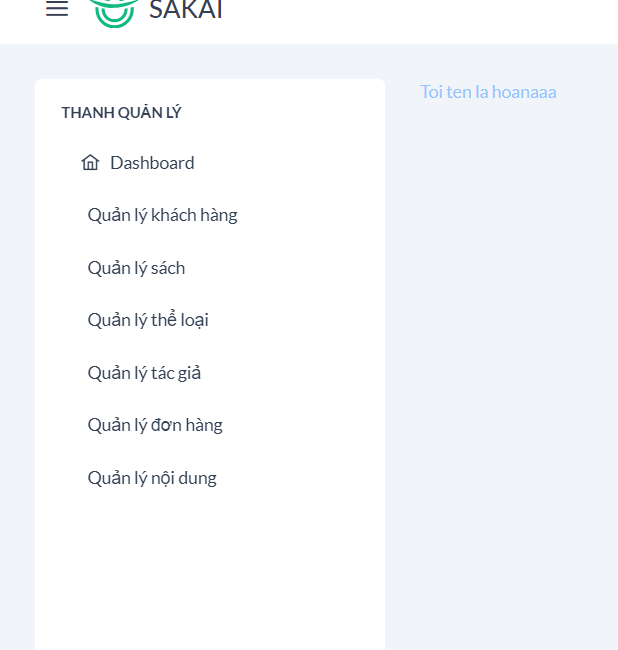 SAKAI
THANH QUẢN LÝ
Toi ten la hoanaaa
Dashboard
Quản lý khách hàng
Quản lý sách
Quản lý thể loại
Quản lý tác giả
Quản lý đơn hàng
Quản lý nội dung